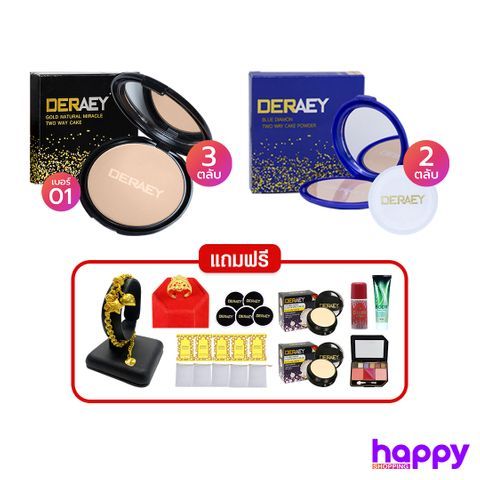 DERAEY
GOLD NATURAL MIRACLE
TWO WAY CAKE
DERAEY
เบอร์
01
3
ตลับ
DERAEY
BLUE DIAMON
TWO WAY CAKE POWDER
DERAEY
2
ตลับ
แถมฟรี
DERAEY
DERAEY
DERAEY
DERAEY
DERAEY
DERAEY
DERAEY
happy
SHOPPING